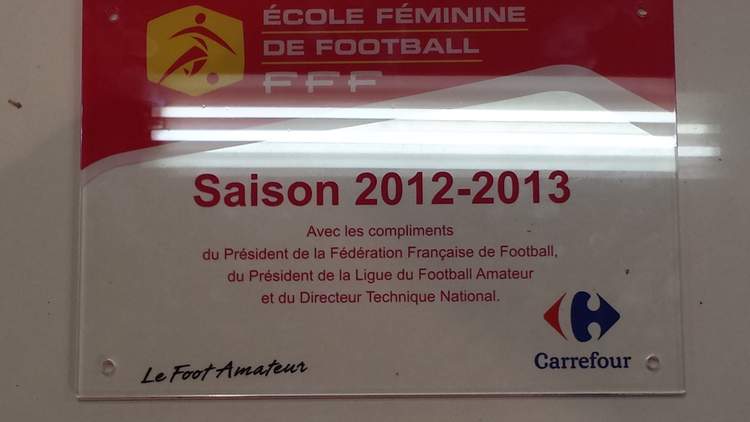 ÉCOLE FÉMININE
DE FOOTBALL
FFF
Saison 2012-2013
Avec les compliments
du Président de la Fédération Française de Football,
du Président de la Ligue du Football Amateur
et du Directeur Technique National.
Le Foot Amateur
Carrefour